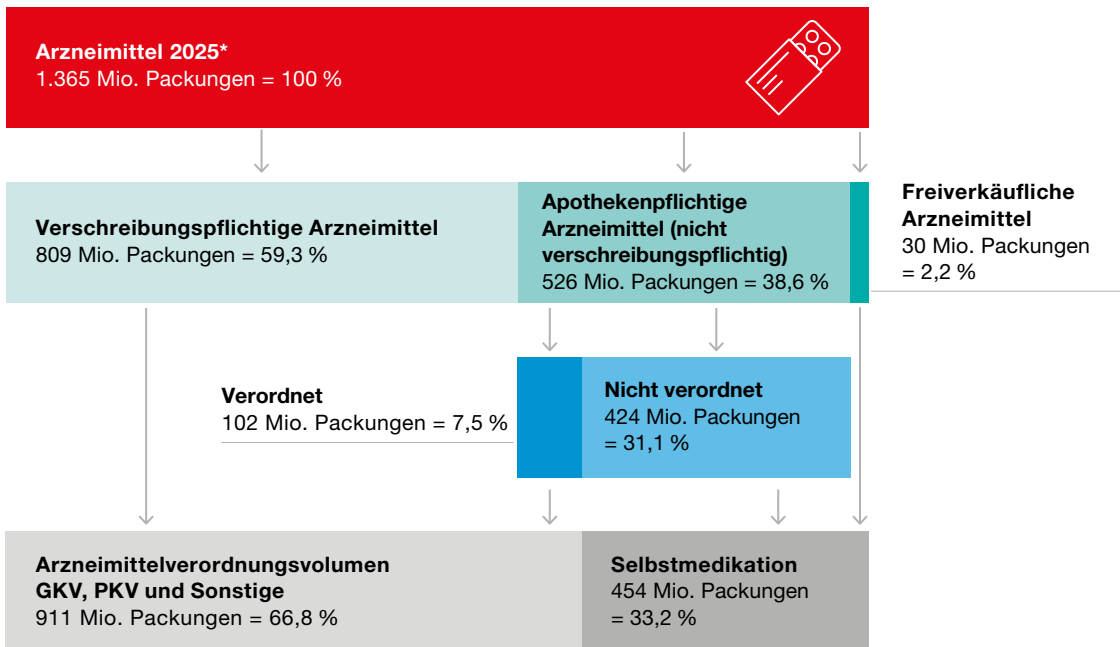 Arzneimittel 2025*
1.365 Mio. Packungen = 100 %
Verschreibungspflichtige Arzneimittel
809 Mio. Packungen = 59,3 %
Apothekenpflichtige
Arzneimittel (nicht
verschreibungspflichtig)
526 Mio. Packungen = 38,6 %
Freiverkäufliche
Arzneimittel
30 Mio. Packungen
= 2,2 %
Verordnet
102 Mio. Packungen = 7,5 %
Nicht verordnet
424 Mio. Packungen
= 31,1 %
Arzneimittelverordnungsvolumen
GKV, PKV und Sonstige
911 Mio. Packungen = 66,8 %
Selbstmedikation
454 Mio. Packungen
= 33,2 %